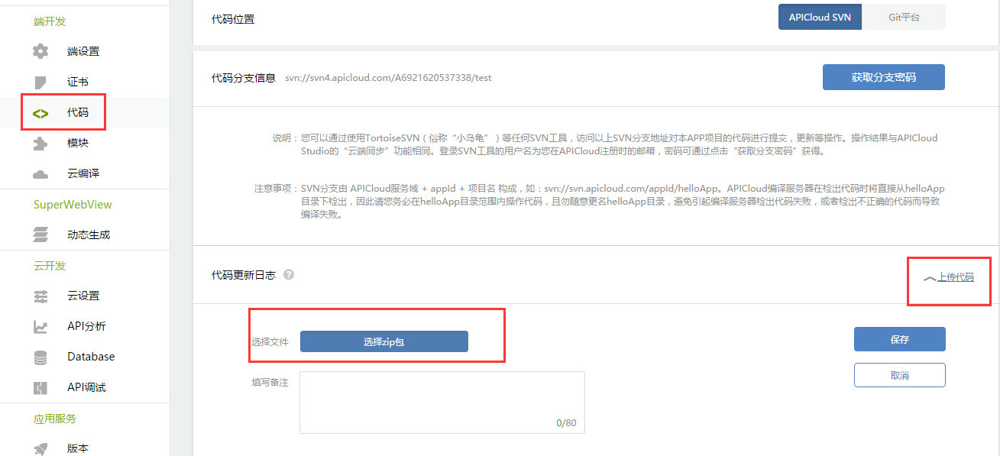 端开发
端设置
证书
代码
模块
云编译
SuperWebView
动态生成
云开发
云设置
API分析
Database
API调试
应用服务
版本
代码位置
APICloud SVN
Git平台
代码分支信息 svn://svn4.apicloud.com/A6921620537338/test
获取分支密码
说明：您可以通过使用TortoiseSVN（俗称“小乌龟”）等任何SVN工具，访问以上SVN分支地址对本APP项目的代码进行提交，更新等操作。操作结果与APICloud
Studio的“云端同步”功能相同。登录SVN工具的用户名为您在APICloud注册时的邮箱，密码可通过点击“获取分支密码”获得。
注意事项：SVN分支由 APICloud服务域 + appId + 项目名 构成，如：svn://svn.apicloud.com/appId/helloApp。APICloud编译服务器在检出代码时将直接从helloApp
目录下检出，因此请您务必在helloApp目录范围内操作代码，且勿随意更名helloApp目录，避免引起编译服务器检出代码失败，或者检出不正确的代码而导致
编译失败。
代码更新日志 ?
上传代码
选择文件 选择zip包
保存
填写备注
取消
0/80